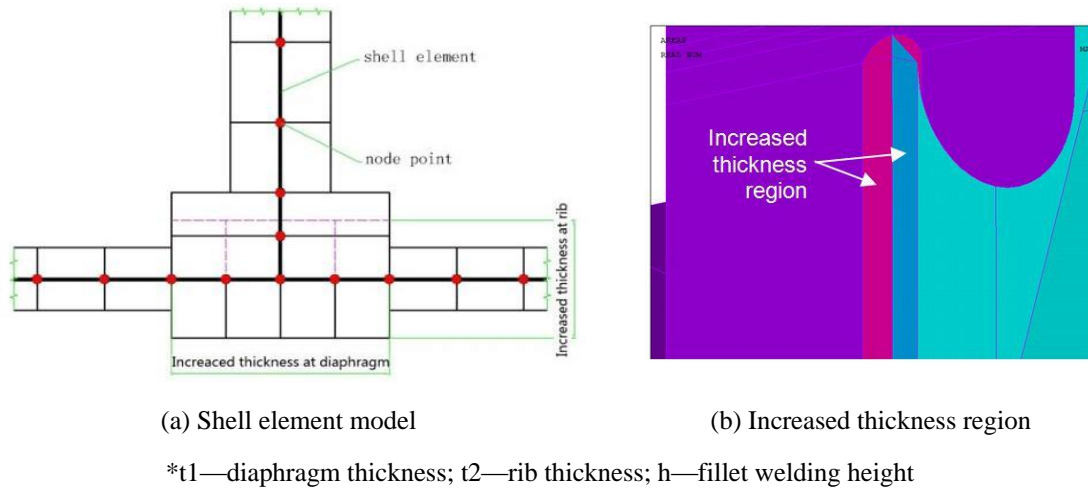 shell element
node point
Increased thickness at rib
Increaced thickness at diaphragm
AREAS
Increased
thickness
region
(a) Shell element model
(b) Increased thickness region
*t1—diaphragm thickness; t2—rib thickness; h—fillet welding height